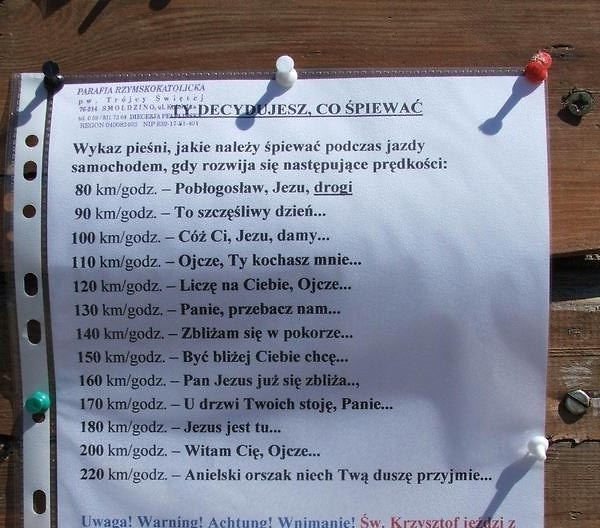 PARAFIA RZYMSKOKATOLICKA
pw. Trójcy Świętej
76-214 SMOŁDZINO, ul.
DECYDUJESZ, CO ŚPIEWAĆ
Wykaz pieśni, jakie należy śpiewać podczas jazdy
samochodem, gdy rozwija się następujące prędkości:
80 km/godz. – Pobłogosław, Jezu, drogi
90 km/godz. – To szczęśliwy dzień...
100 km/godz. – Cóż Ci, Jezu, damy...
110 km/godz. – Ojcze, Ty kochasz mnie...
120 km/godz. – Liczę na Ciebie, Ojcze...
130 km/godz. – Panie, przebacz nam...
140 km/godz. – Zbliżam się w pokorze...
150 km/godz. – Być bliżej Ciebie chcę...
160 km/godz. – Pan Jezus już się zbliża..,
170 km/godz. – U drzwi Twoich stoję, Panie...
180 km/godz. – Jezus jest tu...
200 km/godz. – Witam Cię, Ojcze...
220 km/godz. – Anielski orszak niech Twą duszę przyjmie...
Uwaga! Warning! Achtung! Wnimanie! Św. Krzysztof jeździ z